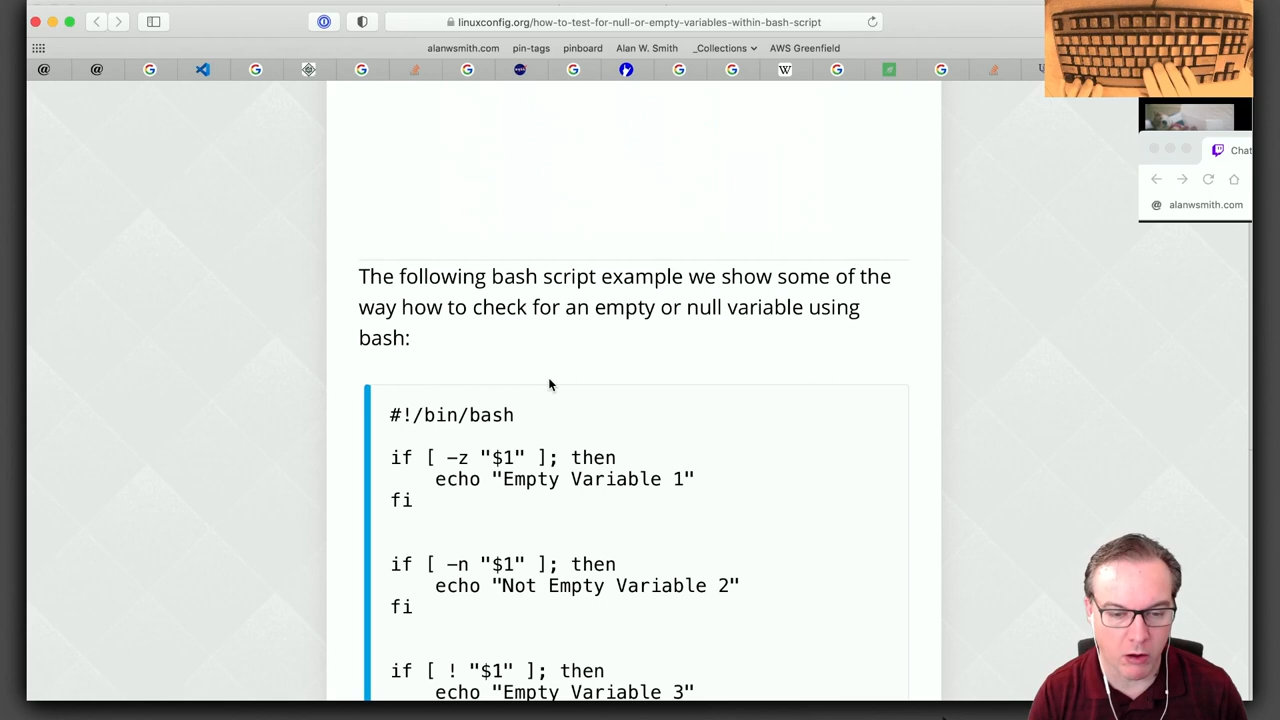 linuxconfig.org/how-to-test-for-null-or-empty-variables-within-bash-script
alanwsmith.com pin-tags pinboard Alan W. Smith _Collections AWS Greenfield
Chat
@ alanwsmith.com
The following bash script example we show some of the
way how to check for an empty or null variable using
bash:
#!/bin/bash
if [ -z "$1" ]; then
echo "Empty Variable 1"
fi
if [ -n "$1" ]; then
echo "Not Empty Variable 2"
fi
if [ ! "$1" ]; then
echo "Empty Variable 3"